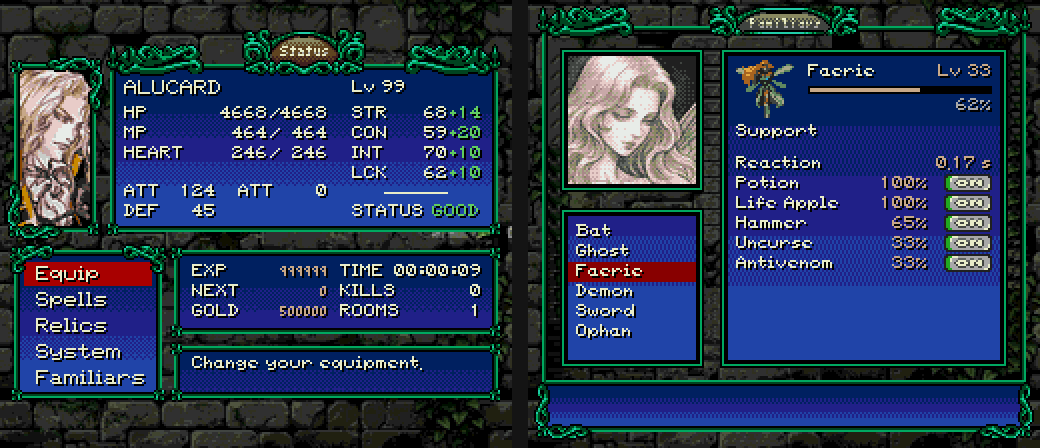 Status
ALUCARD Lv 99
HP 4668/4668 STR 68+14
MP 464/ 464 CON 59+20
HEART 246/ 246 INT 70+10
LCK 62+10
ATT 124 ATT 0
DEF 45 STATUS GOOD
Equip
Spells
Relics
System
Familiars
EXP 999999 TIME 00:00:09
NEXT 0 KILLS 0
GOLD 500000 ROOMS 1
Change your equipment.
Familiars
Faerie Lv 33
62%
Support
Reaction 0.17 s
Potion 100% ON
Life Apple 100% ON
Hammer 65% ON
Uncurse 33% ON
Antivenom 33% ON
Bat
Ghost
Faerie
Demon
Sword
Ophan